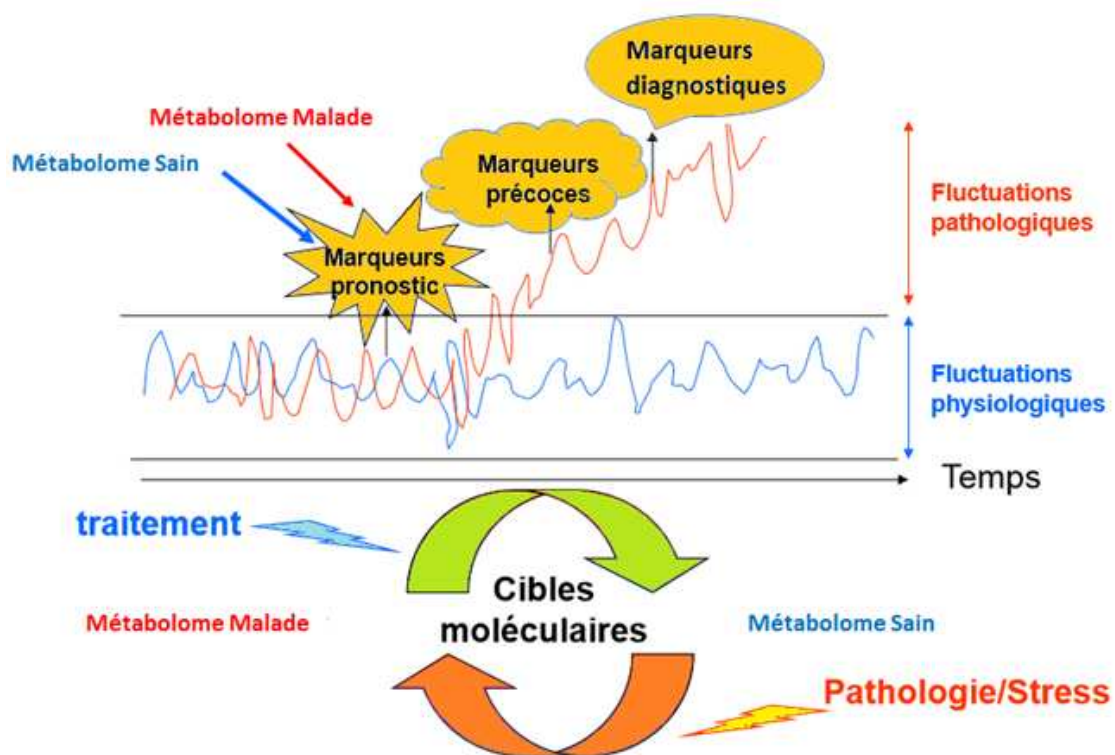 Marqueurs
diagnostiques
Métabolome Malade
Métabolome Sain
Marqueurs
précoces
Marqueurs
pronostic
Fluctuations
pathologiques
Fluctuations
physiologiques
Temps
traitement
Cibles
moléculaires
Métabolome Malade
Métabolome Sain
Pathologie/Stress